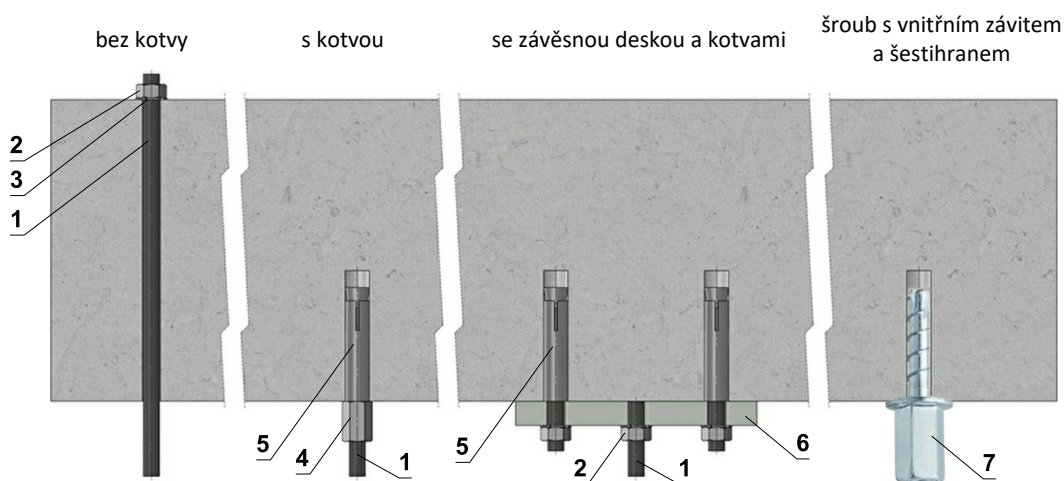 bez kotvy
s kotvou
se závěsnou deskou a kotvami
šroub s vnitřním závitem
a šestihranem
2
3
1
5
4
1
5
2
1
6
7